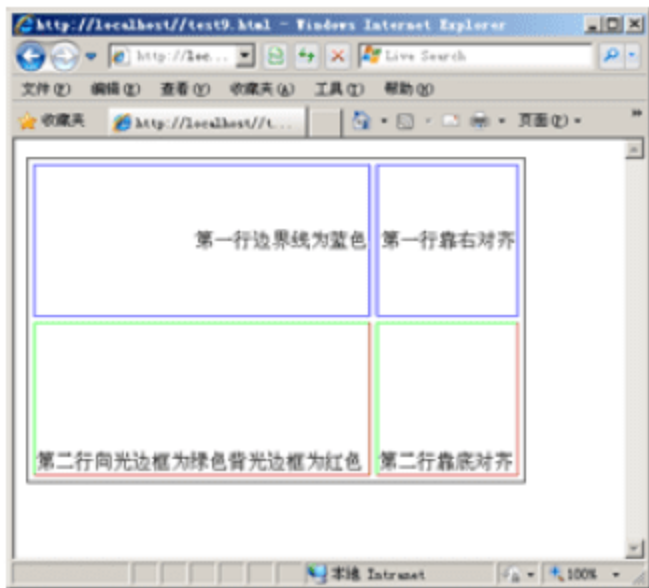 http://localhost//test9.html - Windows Internet Explorer
http://loc... Live Search
文件(F) 编辑(E) 查看(V) 收藏夹(A) 工具(T) 帮助(H)
收藏夹 http://localhost//t... 页面(P)
第一行边界线为蓝色 第一行靠右对齐
第二行向光边框为绿色背光边框为红色 第二行靠底对齐
本地 Intranet 100%